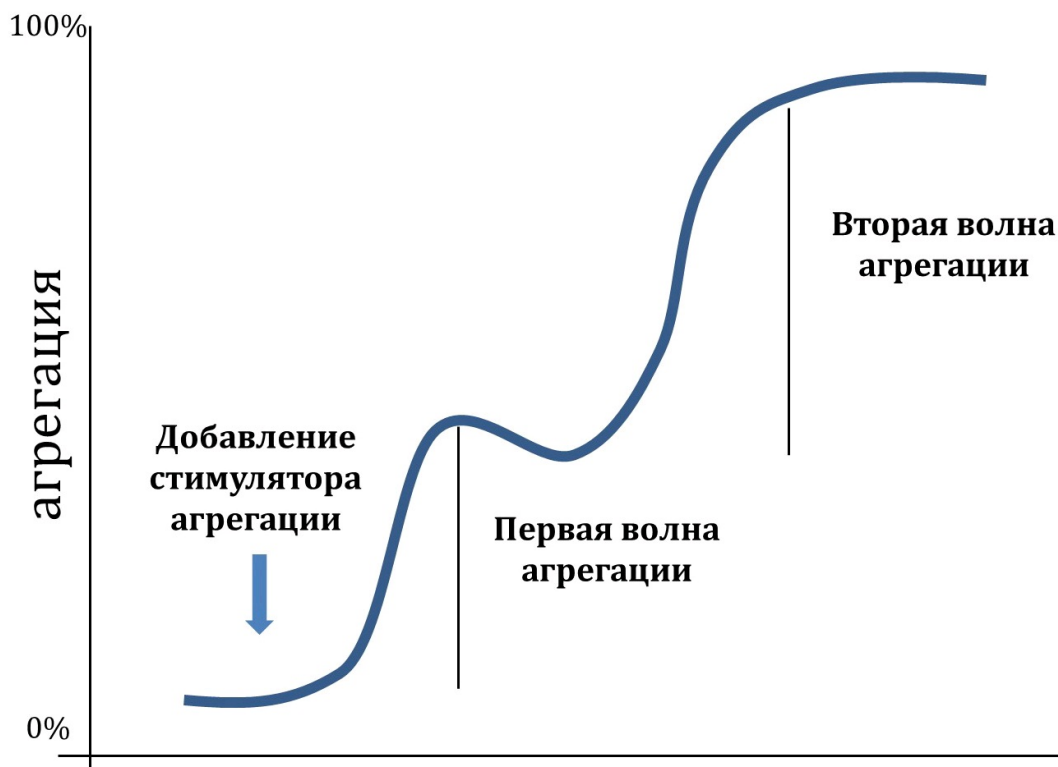 100%
Вторая волна
агрегации
агрегация
Добавление
стимулятора
агрегации
Первая волна
агрегации
0%